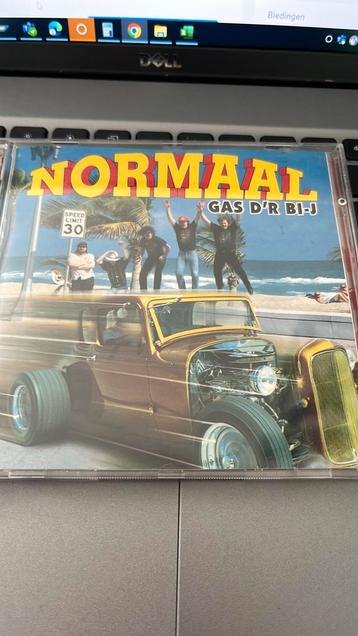 Biedingen
DELL
NORMAAL
GAS D'R BI-J
SPEED
LIMIT
30